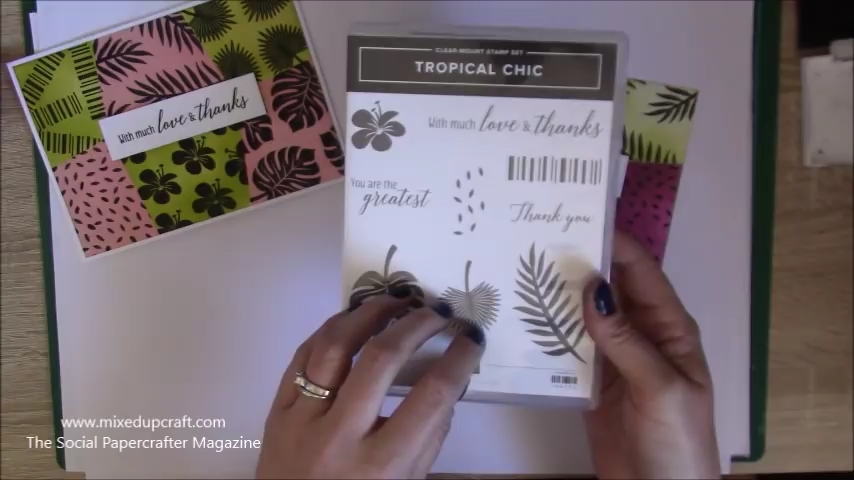 CLEAR-MOUNT STAMP SET
TROPICAL CHIC
With much love & thanks
With much love & thanks
You are the
greatest
Thank you
www.mixedupcraft.com
The Social Papercrafter Magazine